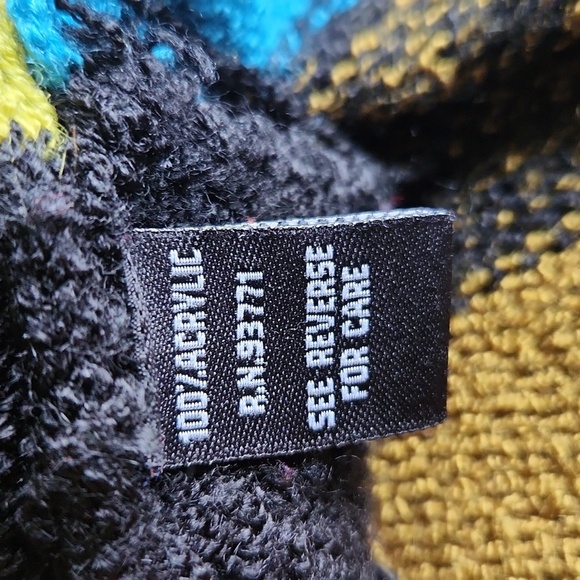 100%ACRYLIC
R.N.93771
SEE REVERSE
FOR CARE